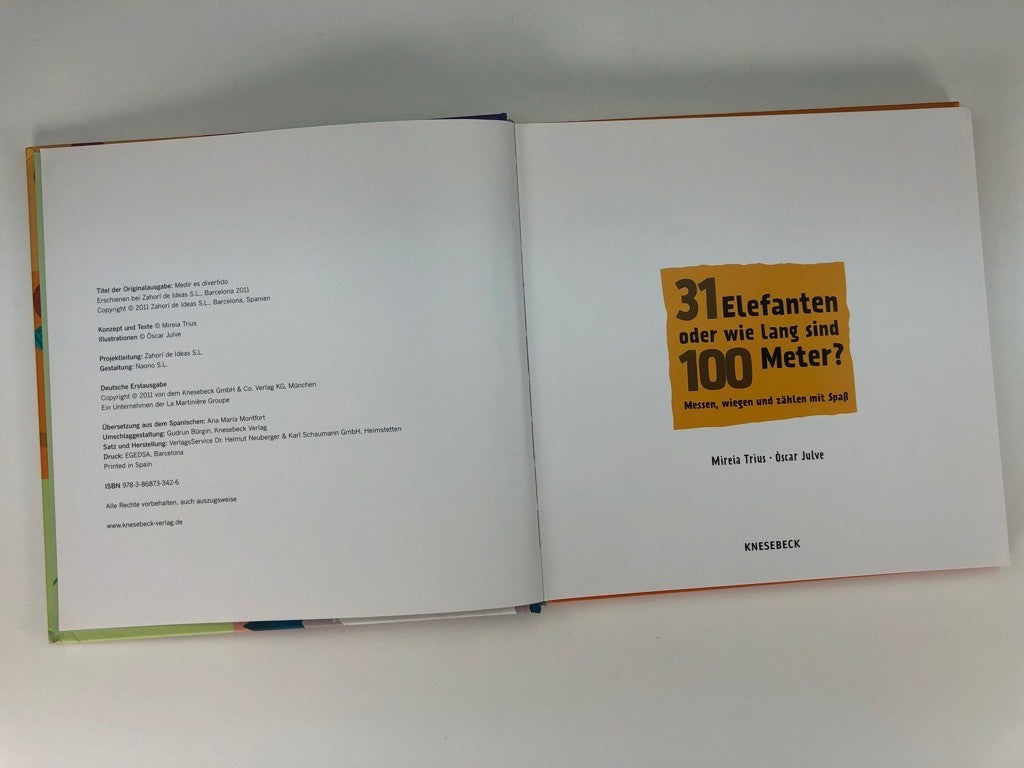 Titel der Originalausgabe: Medir es divertido
Erschienen bei Zahorí de Ideas S.L., Barcelona 2011
Copyright © 2011 Zahorí de Ideas S.L., Barcelona, Spanien
Konzept und Texte © Mireia Trius
Illustrationen © Òscar Julve
Projektleitung: Zahorí de Ideas S.L.
Gestaltung: Naono S.L.
Deutsche Erstausgabe
Copyright © 2011 von dem Knesebeck GmbH & Co. Verlag KG, München
Ein Unternehmen der La Martinière Groupe
Übersetzung aus dem Spanischen: Ana Maria Montfort
Umschlaggestaltung: Gudrun Bürgin, Knesebeck Verlag
Satz und Herstellung: VerlagsService Dr. Helmut Neuberger & Karl Schaumann GmbH, Heimstetten
Druck: EGEDSA, Barcelona
Printed in Spain
ISBN 978-3-86873-342-6
Alle Rechte vorbehalten, auch auszugsweise
www.knesebeck-verlag.de
31 Elefanten
oder wie lang sind
100 Meter?
Messen, wiegen und zählen mit Spaß
Mireia Trius · Òscar Julve
KNESEBECK